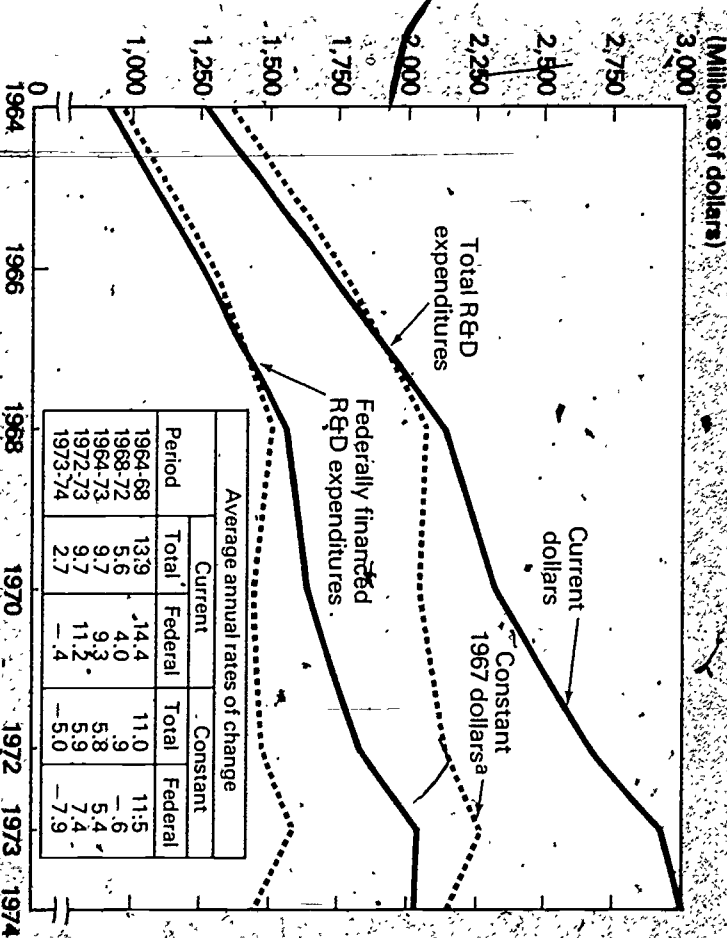 (Millions of dollars)
3,000
2,750
2,500
2,250
2,000
1,750
1,500
1,250
1,000
0
Total R&D
expenditures
Current
dollars
Constant
1967 dollarsa
Federally financed
R&D expenditures
Average annual rates of change
Period Current Constant
Total Federal Total Federal
1964-68 13.9 14.4 11.0 11.5
1968-72 5.6 4.0 .9 -.6
1964-73 9.7 9.3 5.8 5.4
1972-73 9.7 11.2 5.9 7.4
1973-74 2.7 -.4 -5.0 -7.9
1964 1966 1968 1970 1972 1973 1974